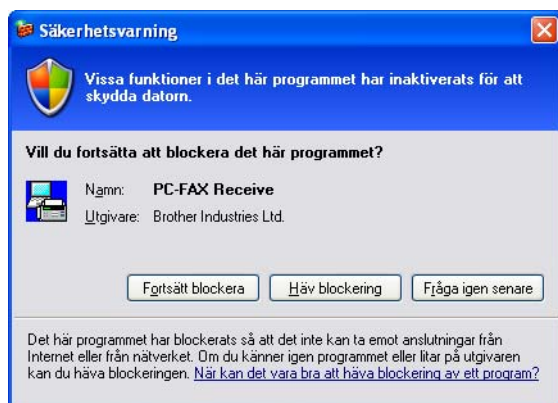 Säkerhetsvarning
Vissa funktioner i det här programmet har inaktiverats för att
skydda datorn.
Vill du fortsätta att blockera det här programmet?
Namn: PC-FAX Receive
Utgivare: Brother Industries Ltd.
Fortsätt blockera Häv blockering Fråga igen senare
Det här programmet har blockerats så att det inte kan ta emot anslutningar från
Internet eller från nätverket. Om du känner igen programmet eller litar på utgivaren
kan du häva blockeringen. När kan det vara bra att häva blockering av ett program?